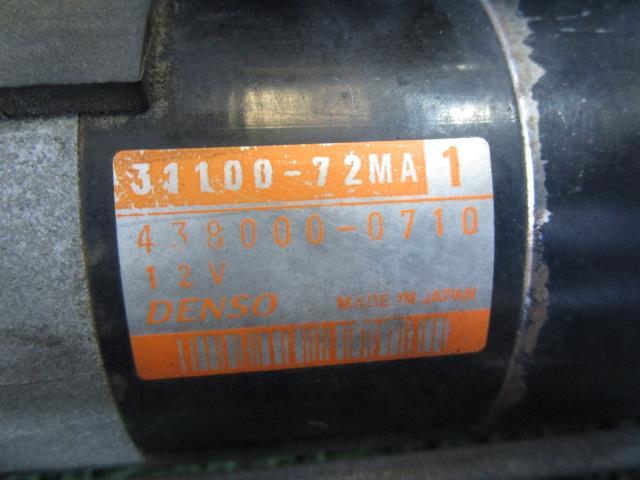 31100-72MA 1
438000-0710
12V
DENSO MADE IN JAPAN